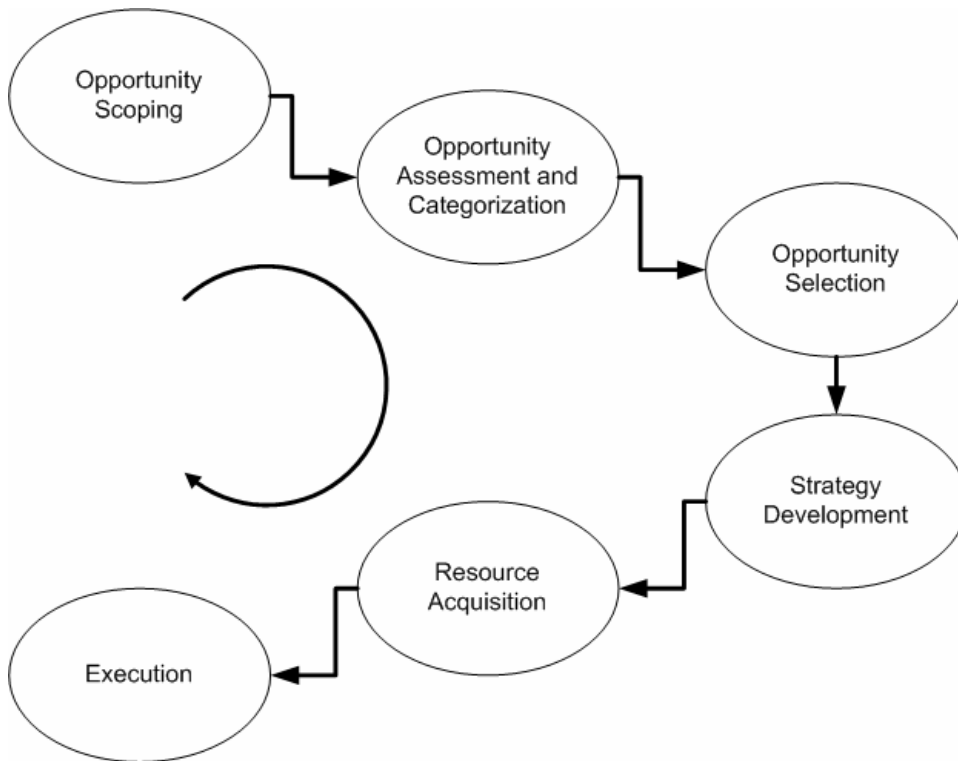 Opportunity
Scoping
Opportunity
Assessment and
Categorization
Opportunity
Selection
Strategy
Development
Resource
Acquisition
Execution